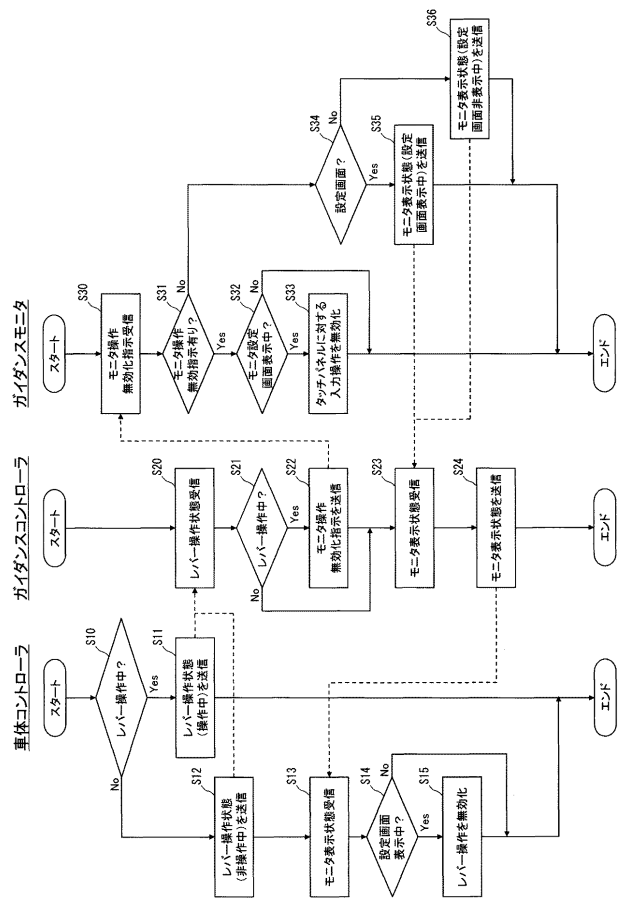 車体コントローラ
スタート
S10
レバー操作中？
No
Yes
S11
レバー操作状態
(操作中)を送信
S12
レバー操作状態
(非操作中)を送信
S13
モニタ表示状態受信
S14
設定画面
表示中？
No
Yes
S15
レバー操作を無効化
エンド
ガイダンスコントローラ
スタート
S20
レバー操作状態受信
S21
レバー操作中？
No
Yes
S22
モニタ操作
無効化指示を送信
S23
モニタ表示状態受信
S24
モニタ表示状態を送信
エンド
ガイダンスモニタ
スタート
S30
モニタ操作
無効化指示受信
S31
モニタ操作
無効指示有り？
No
Yes
S32
モニタ設定
画面表示中？
No
Yes
S33
タッチパネルに対する
入力操作を無効化
S34
設定画面？
No
Yes
S35
モニタ表示状態(設定
画面表示中)を送信
S36
モニタ表示状態(設定
画面非表示中)を送信
エンド